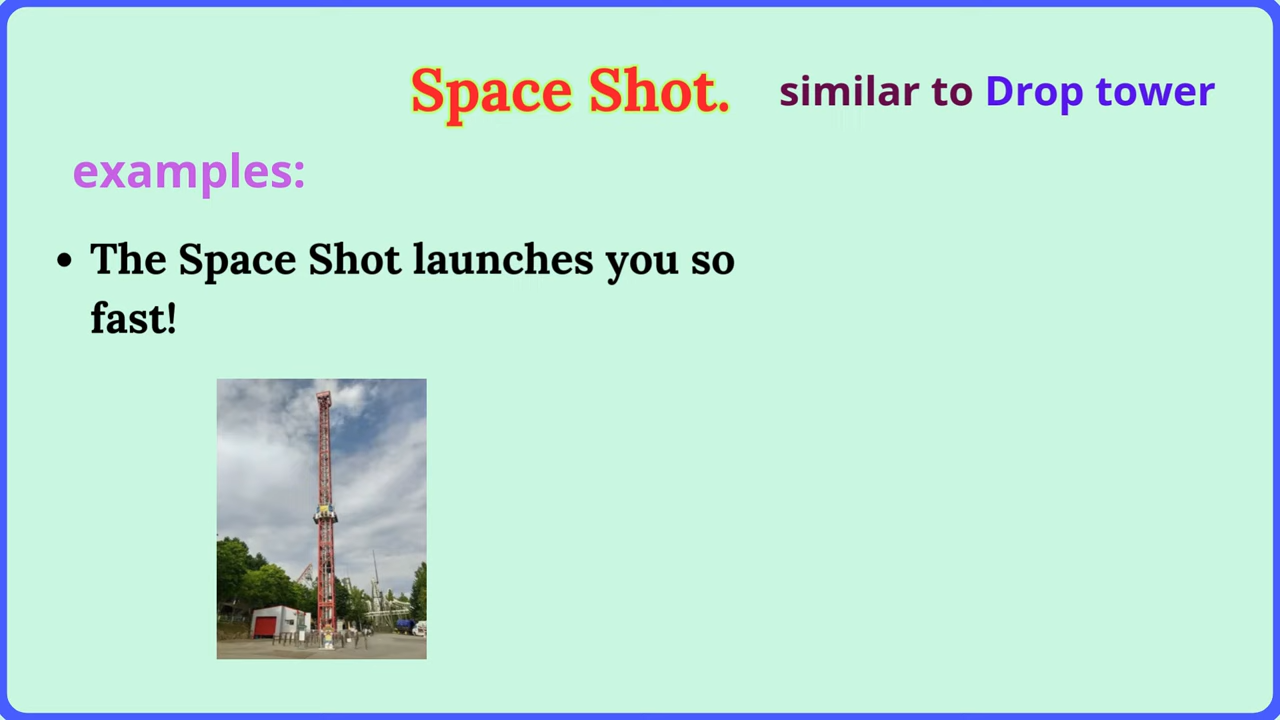 Space Shot. similar to Drop tower
examples:
• The Space Shot launches you so
fast!